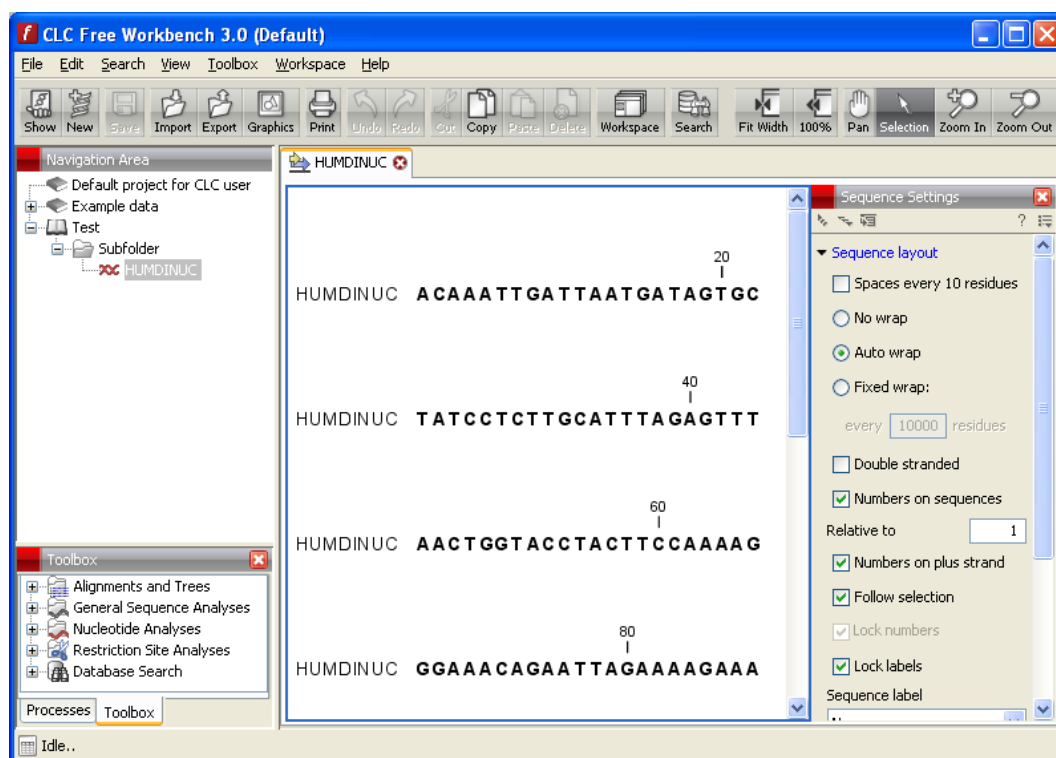 CLC Free Workbench 3.0 (Default)
File Edit Search View Toolbox Workspace Help
Show New Save Import Export Graphics Print Undo Redo Cut Copy Paste Delete Workspace Search Fit Width 100% Pan Selection Zoom In Zoom Out
Navigation Area
Default project for CLC user
Example data
Test
Subfolder
HUMDINUC
Toolbox
Alignments and Trees
General Sequence Analyses
Nucleotide Analyses
Restriction Site Analyses
Database Search
Processes Toolbox
Idle..
HUMDINUC
20
HUMDINUC ACAAATTGATTAATGATAGTGC
40
HUMDINUC TATCCTCTTGCATTTAGAGTTT
60
HUMDINUC AACTGGTACCTACTTCCAAAAG
80
HUMDINUC GGAAACAGAATTAGAAAAGAAA
Sequence Settings
?
Sequence layout
Spaces every 10 residues
No wrap
Auto wrap
Fixed wrap:
every 10000 residues
Double stranded
Numbers on sequences
Relative to 1
Numbers on plus strand
Follow selection
Lock numbers
Lock labels
Sequence label